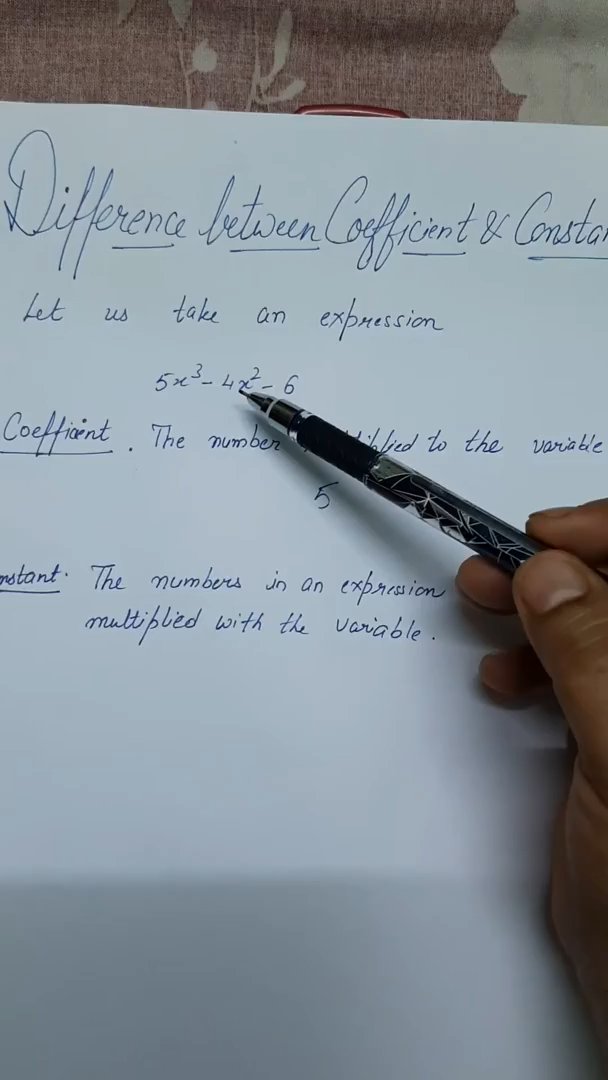 Difference between Coefficient & Consta
Let us take an expression
5x³ - 4x² - 6
Coefficient. The number to the variable
5
nstant. The numbers in an expression
multiplied with the variable.